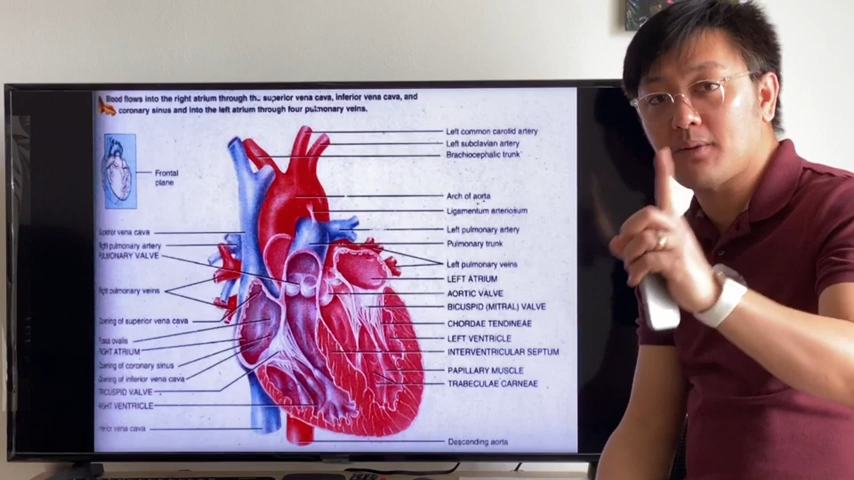 Blood flows into the right atrium through the superior vena cava, inferior vena cava, and
coronary sinus and into the left atrium through four pulmonary veins.
Frontal
plane
Left common carotid artery
Left subclavian artery
Brachiocephalic trunk
Arch of aorta
Ligamentum arteriosum
Left pulmonary artery
Pulmonary trunk
Left pulmonary veins
LEFT ATRIUM
AORTIC VALVE
BICUSPID (MITRAL) VALVE
CHORDAE TENDINEAE
LEFT VENTRICLE
INTERVENTRICULAR SEPTUM
PAPILLARY MUSCLE
TRABECULAE CARNEAE
Descending aorta
Superior vena cava
Right pulmonary artery
PULMONARY VALVE
Right pulmonary veins
Opening of superior vena cava
Fossa ovalis
RIGHT ATRIUM
Opening of coronary sinus
Opening of inferior vena cava
TRICUSPID VALVE
RIGHT VENTRICLE
Inferior vena cava